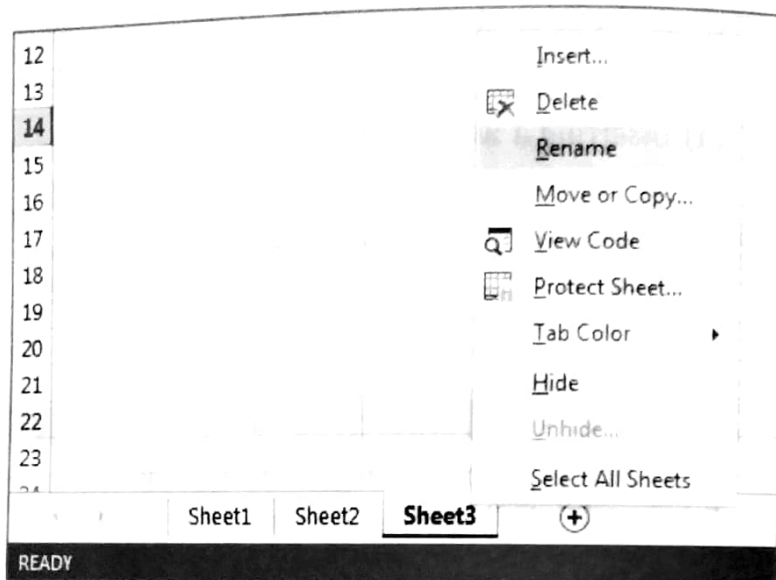 12
13
14
15
16
17
18
19
20
21
22
23
Insert...
Delete
Rename
Move or Copy...
View Code
Protect Sheet...
Tab Color
Hide
Unhide...
Select All Sheets
Sheet1 Sheet2 Sheet3
READY